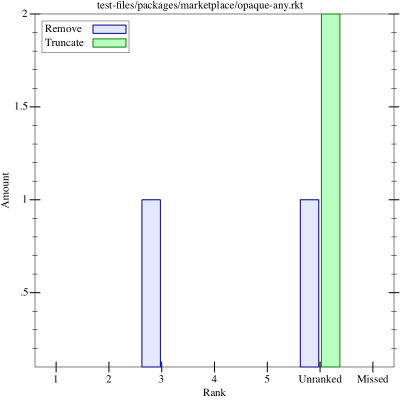 test-files/packages/marketplace/opaque-any.rkt
Remove
Truncate
2
1.5
1
.5
Amount
1 2 3 4 5 Unranked Missed
Rank